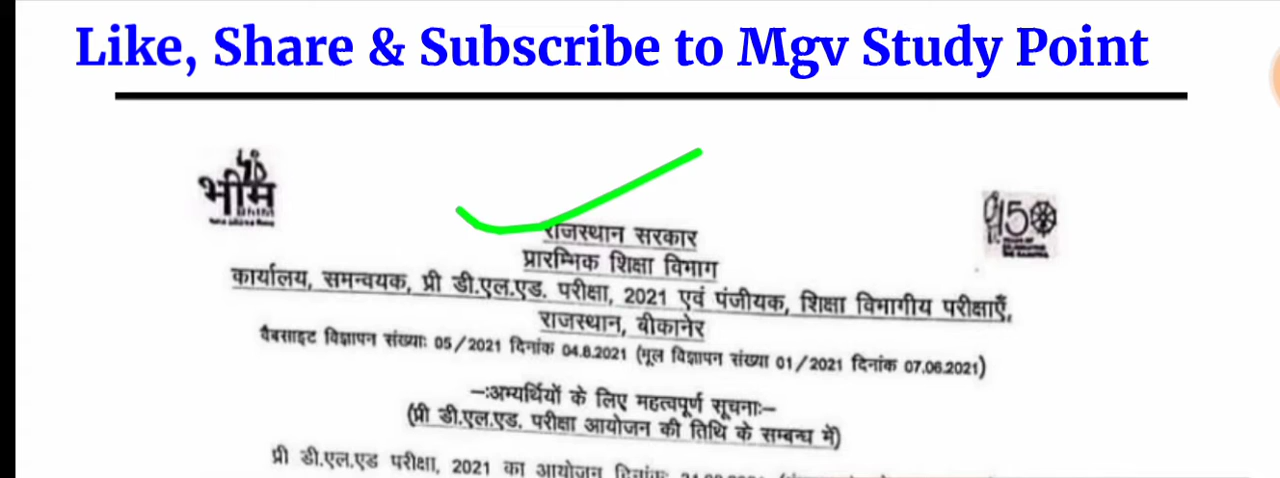 Like, Share & Subscribe to Mgv Study Point
भीम
150
राजस्थान सरकार
प्रारम्भिक शिक्षा विभाग
कार्यालय, समन्वयक, प्री डी.एल.एड. परीक्षा, 2021 एवं पंजीयक, शिक्षा विभागीय परीक्षाएँ,
राजस्थान, बीकानेर
वैबसाइट विज्ञापन संख्याः 05/2021 दिनांक 04.8.2021 (मूल विज्ञापन संख्या 01/2021 दिनांक 07.06.2021)
–:अभ्यर्थियों के लिए महत्वपूर्ण सूचनाः–
(प्री डी.एल.एड. परीक्षा आयोजन की तिथि के सम्बन्ध में)
प्री डी.एल.एड परीक्षा, 2021 का आयोजन दिनांकः